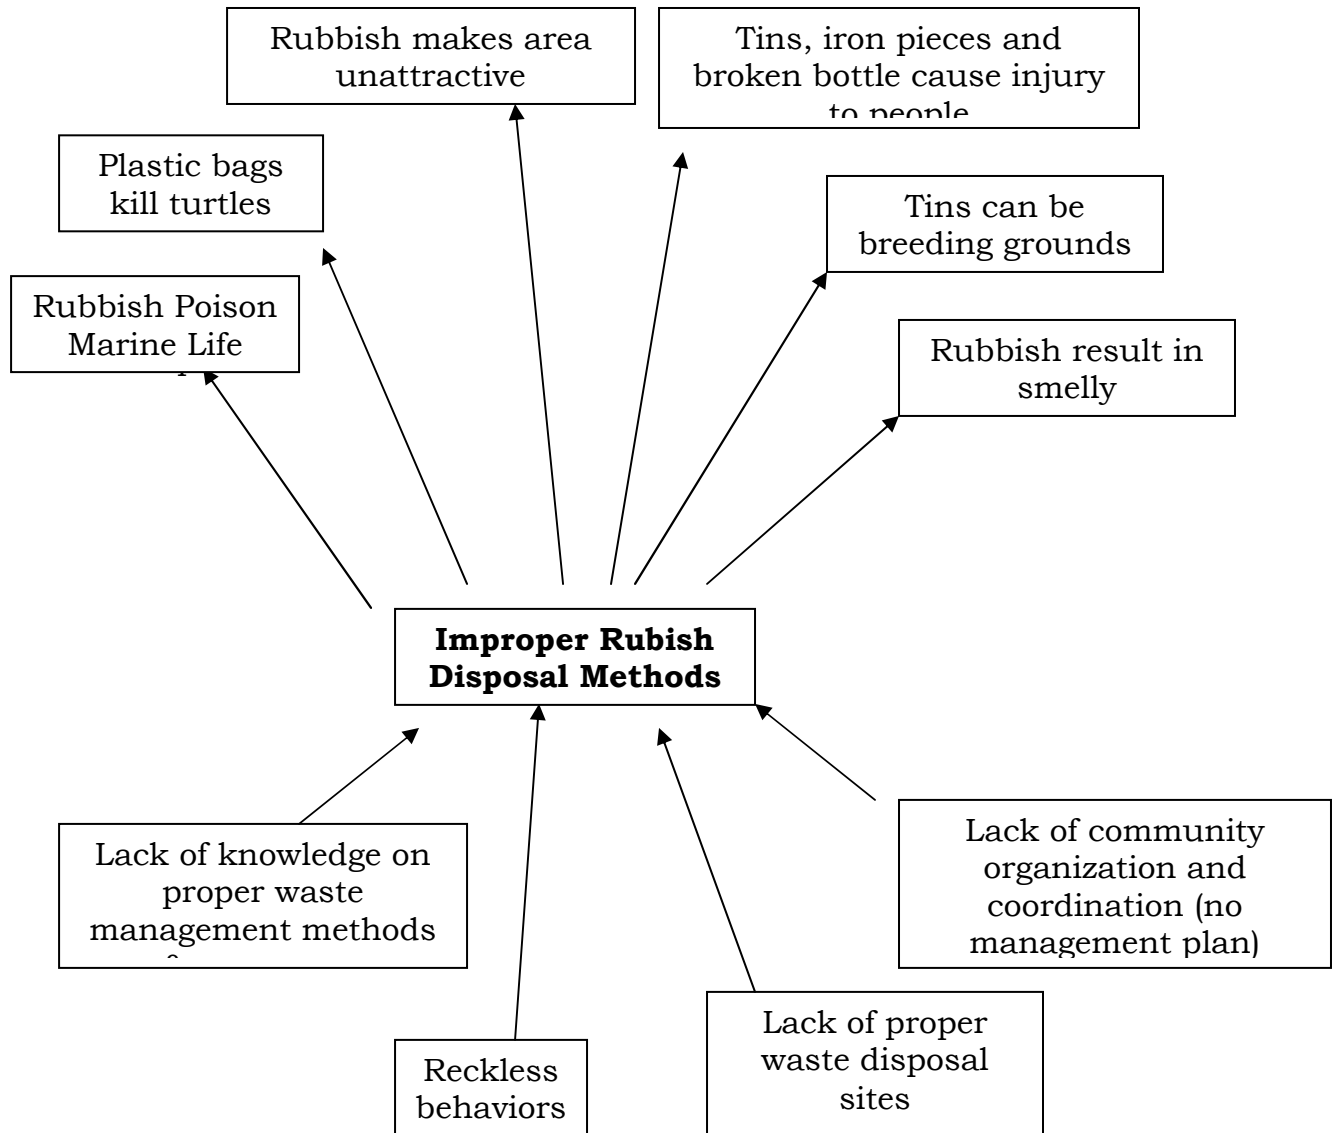 Rubbish makes area
unattractive
Tins, iron pieces and
broken bottle cause injury
to people
Plastic bags
kill turtles
Tins can be
breeding grounds
Rubbish Poison
Marine Life
Rubbish result in
smelly
Improper Rubish
Disposal Methods
Lack of knowledge on
proper waste
management methods
Lack of community
organization and
coordination (no
management plan)
Lack of proper
waste disposal
sites
Reckless
behaviors